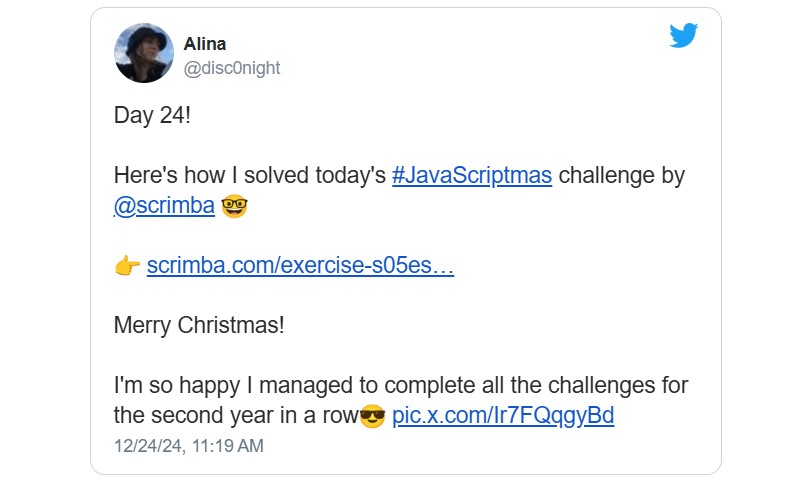 Alina
@disc0night
Day 24!
Here's how I solved today's #JavaScriptmas challenge by
@scrimba 🤓
👉 scrimba.com/exercise-s05es…
Merry Christmas!
I'm so happy I managed to complete all the challenges for
the second year in a row😎 pic.x.com/Ir7FQqgyBd
12/24/24, 11:19 AM